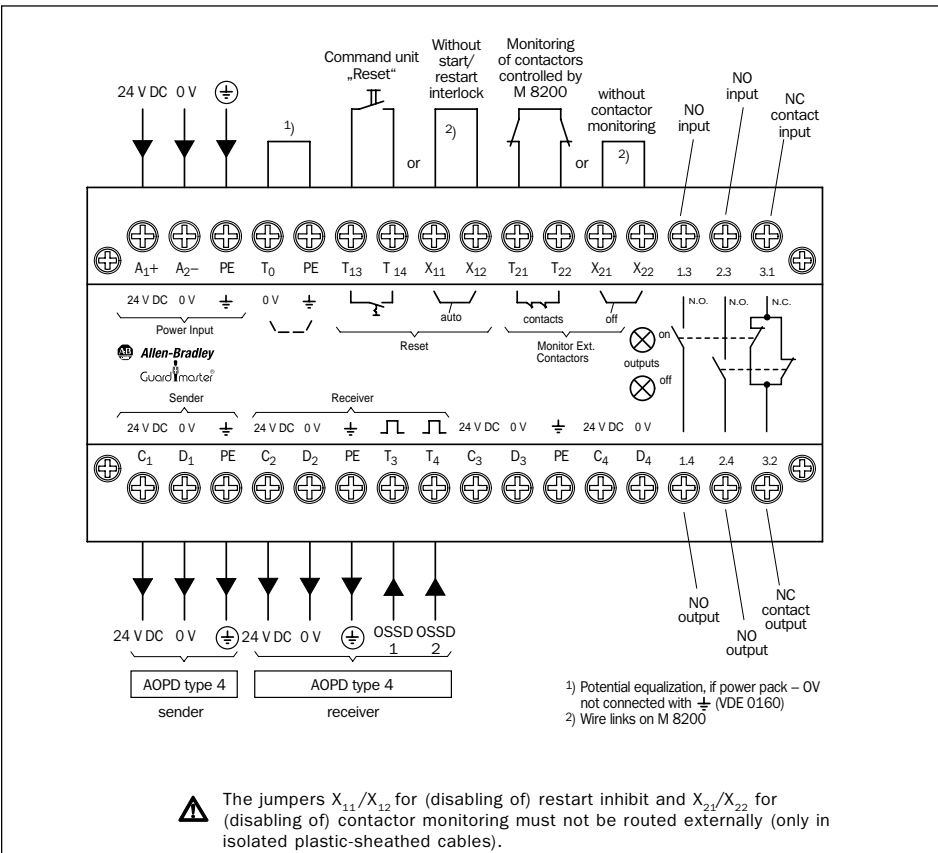 Command unit
„Reset“
Without
start/
restart
interlock
Monitoring
of contactors
controlled by
M 8200
without
contactor
monitoring
NO
input
NO
input
NC
contact
input
24 V DC 0 V
1)
or
2)
or
2)
A1+ A2– PE T0 PE T13 T 14 X11 X12 T21 T22 X21 X22 1.3 2.3 3.1
24 V DC 0 V 0 V
Power Input
auto
Reset
contacts off
Monitor Ext.
Contactors
on
outputs
off
N.O. N.O. N.C.
AB Allen-Bradley
Guardmaster®
Sender Receiver
24 V DC 0 V 24 V DC 0 V 24 V DC 0 V 24 V DC 0 V
C1 D1 PE C2 D2 PE T3 T4 C3 D3 PE C4 D4 1.4 2.4 3.2
24 V DC 0 V 24 V DC 0 V OSSD OSSD
1 2
AOPD type 4 AOPD type 4
sender receiver
NO
output
NO
output
NC
contact
output
1) Potential equalization, if power pack – OV
not connected with ⏚ (VDE 0160)
2) Wire links on M 8200
The jumpers X11/X12 for (disabling of) restart inhibit and X21/X22 for
(disabling of) contactor monitoring must not be routed externally (only in
isolated plastic-sheathed cables).